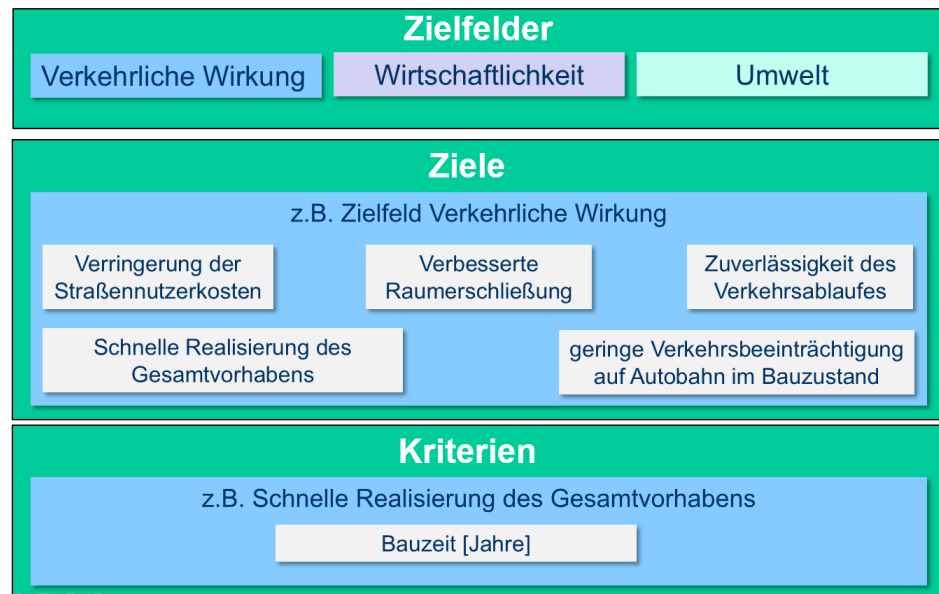 Zielfelder
Verkehrliche Wirkung
Wirtschaftlichkeit
Umwelt
Ziele
z.B. Zielfeld Verkehrliche Wirkung
Verringerung der
Straßennutzerkosten
Verbesserte
Raumerschließung
Zuverlässigkeit des
Verkehrsablaufes
Schnelle Realisierung des
Gesamtvorhabens
geringe Verkehrsbeeinträchtigung
auf Autobahn im Bauzustand
Kriterien
z.B. Schnelle Realisierung des Gesamtvorhabens
Bauzeit [Jahre]